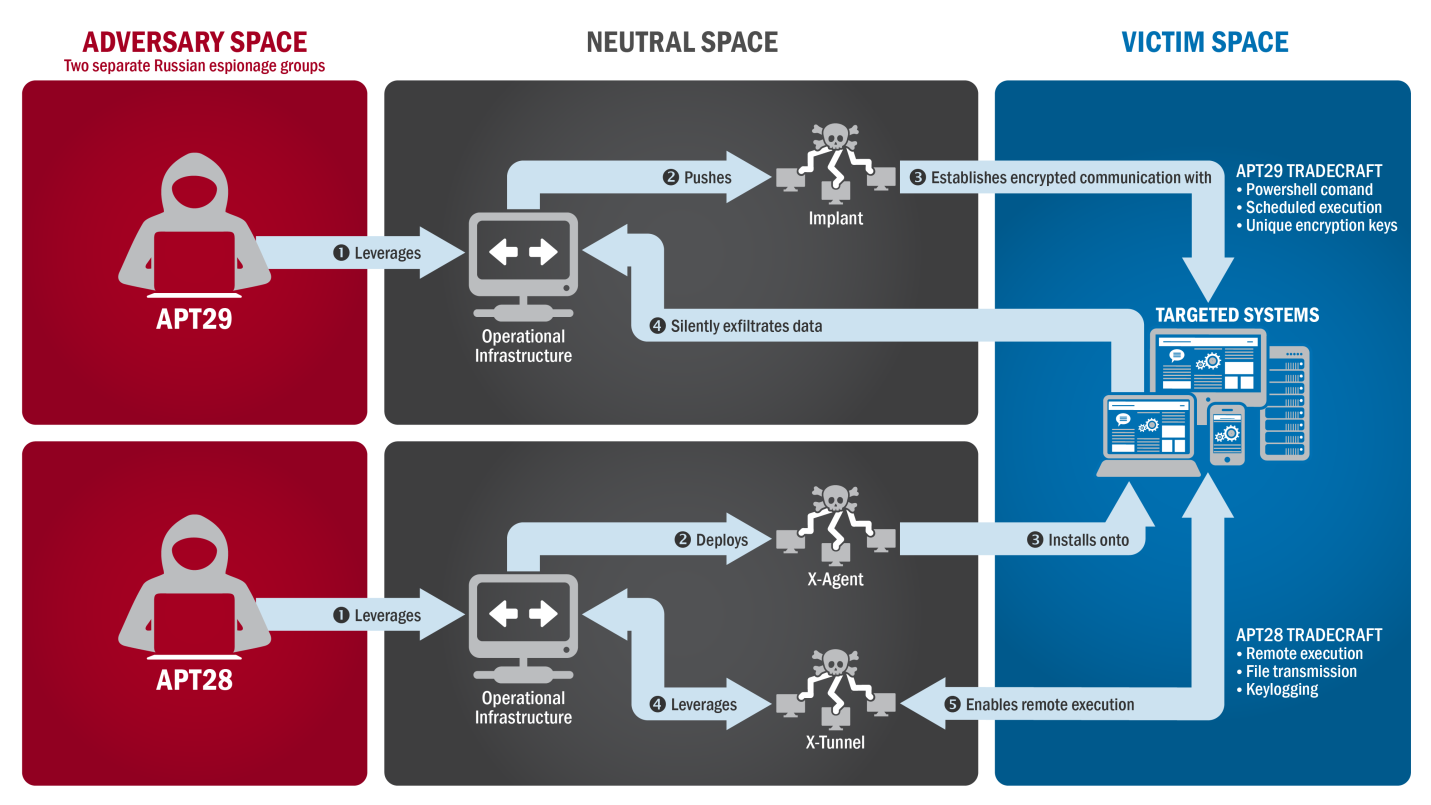 ADVERSARY SPACE
Two separate Russian espionage groups
NEUTRAL SPACE
VICTIM SPACE
APT29
❶ Leverages
Operational
Infrastructure
❷ Pushes
Implant
❸ Establishes encrypted communication with
❹ Silently exfiltrates data
APT29 TRADECRAFT
• Powershell comand
• Scheduled execution
• Unique encryption keys
TARGETED SYSTEMS
APT28
❶ Leverages
Operational
Infrastructure
❷ Deploys
X-Agent
❸ Installs onto
❹ Leverages
X-Tunnel
❺ Enables remote execution
APT28 TRADECRAFT
• Remote execution
• File transmission
• Keylogging